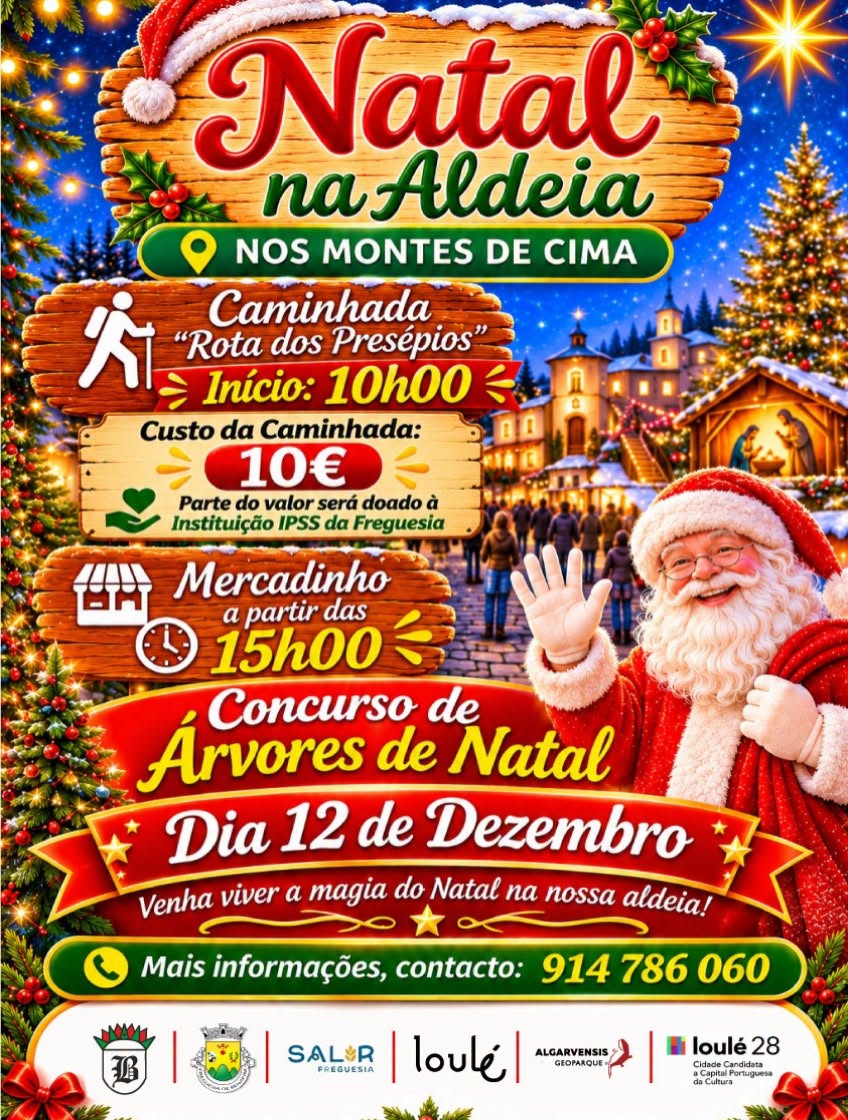 Natal
na Aldeia
NOS MONTES DE CIMA
Caminhada
“Rota dos Presépios”
Início: 10h00
Custo da Caminhada:
10€
Parte do valor será doado à
Instituição IPSS da Freguesia
Mercadinho
a partir das
15h00
Concurso de
Árvores de Natal
Dia 12 de Dezembro
Venha viver a magia do Natal na nossa aldeia!
Mais informações, contacto: 914 786 060
B
SALIR
FREGUESIA
loulé
ALGARVENSIS
GEOPARQUE
loulé 28
Cidade Candidata
a Capital Portuguesa
da Cultura